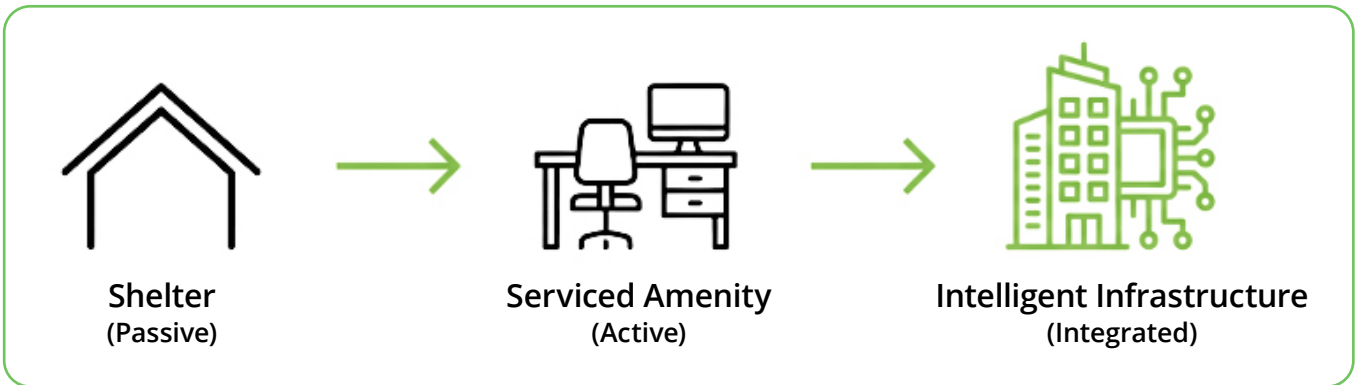 Shelter
(Passive)
Serviced Amenity
(Active)
Intelligent Infrastructure
(Integrated)